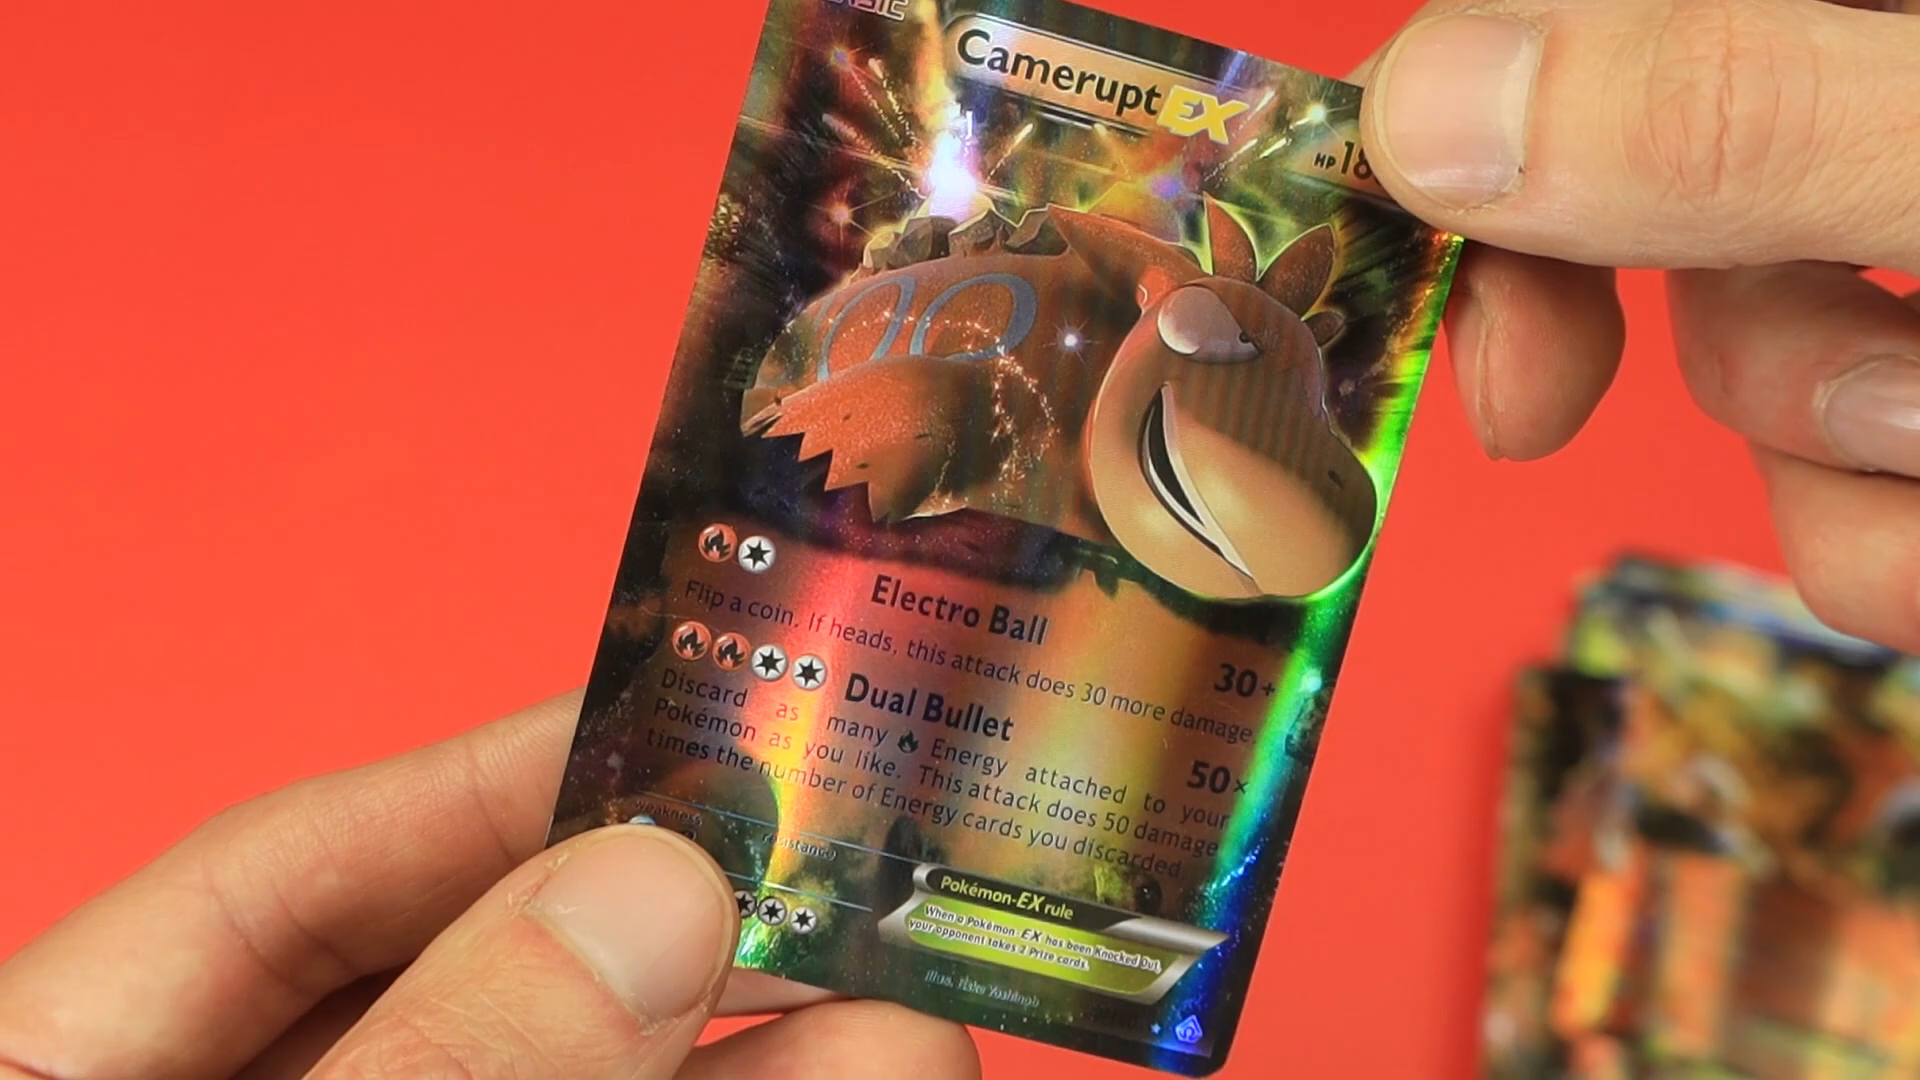 Camerupt EX
HP 18
Electro Ball
30+
Flip a coin. If heads, this attack does 30 more damage.
Dual Bullet
50×
Discard as many Energy attached to your
Pokémon as you like. This attack does 50 damage
times the number of Energy cards you discarded
weakness
resistance
Pokémon-EX rule
When a Pokémon-EX has been Knocked Out,
your opponent takes 2 Prize cards.
Illus.